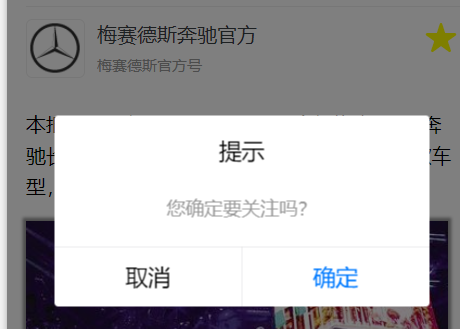 梅赛德斯奔驰官方
梅赛德斯官方号
本 奔
驰 车
型，
提示
您确定要关注吗？
取消
确定